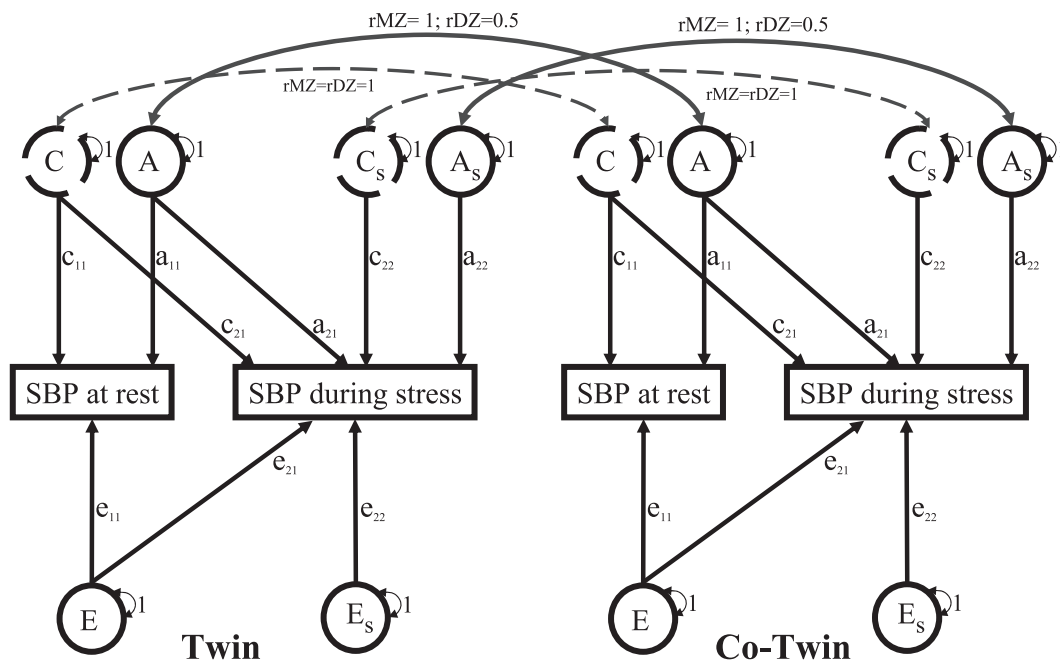 rMZ= 1; rDZ=0.5 rMZ= 1; rDZ=0.5
rMZ=rDZ=1 rMZ=rDZ=1
C 1 A 1 Cs 1 As 1 C 1 A 1 Cs 1 As 1
c11 a11 c22 a22 c11 a11 c22 a22
c21 a21 c21 a21
SBP at rest SBP during stress SBP at rest SBP during stress
e21 e21
e11 e22 e11 e22
E 1 Es 1 E 1 Es 1
Twin Co-Twin